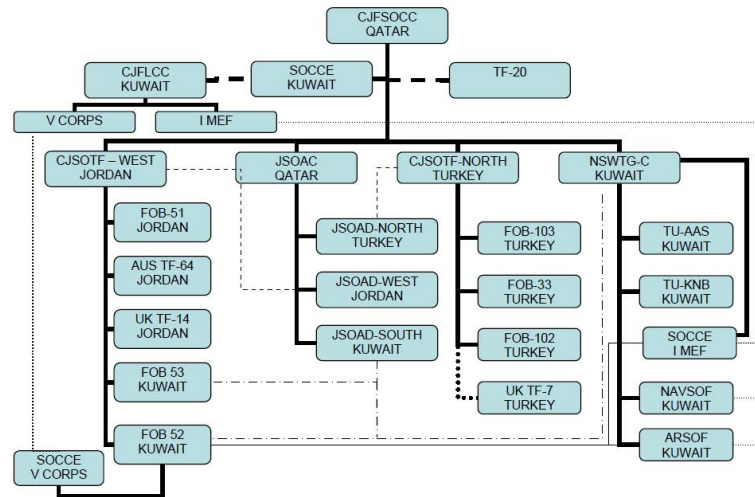 CJFSOCC
QATAR
CJFLCC
KUWAIT
SOCCE
KUWAIT
TF-20
V CORPS
I MEF
CJSOTF – WEST
JORDAN
JSOAC
QATAR
CJSOTF-NORTH
TURKEY
NSWTG-C
KUWAIT
FOB-51
JORDAN
AUS TF-64
JORDAN
UK TF-14
JORDAN
FOB 53
KUWAIT
FOB 52
KUWAIT
SOCCE
V CORPS
JSOAD-NORTH
TURKEY
JSOAD-WEST
JORDAN
JSOAD-SOUTH
KUWAIT
FOB-103
TURKEY
FOB-33
TURKEY
FOB-102
TURKEY
UK TF-7
TURKEY
TU-AAS
KUWAIT
TU-KNB
KUWAIT
SOCCE
I MEF
NAVSOF
KUWAIT
ARSOF
KUWAIT